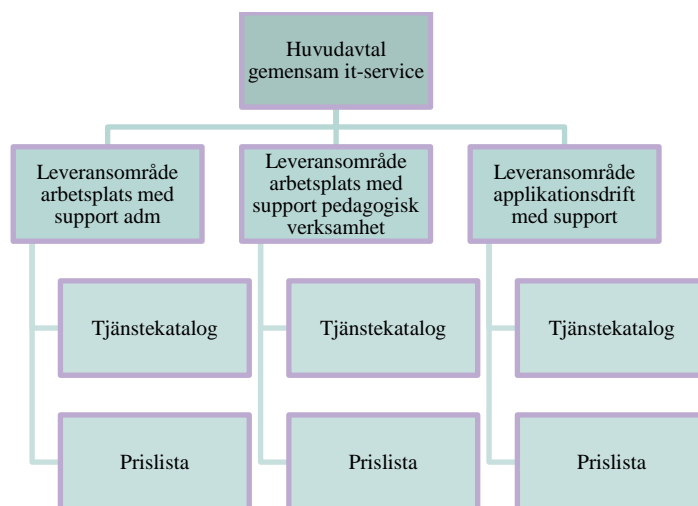 Huvudavtal
gemensam it-service
Leveransområde
arbetsplats med
support adm
Leveransområde
arbetsplats med
support pedagogisk
verksamhet
Leveransområde
applikationsdrift
med support
Tjänstekatalog
Tjänstekatalog
Tjänstekatalog
Prislista
Prislista
Prislista